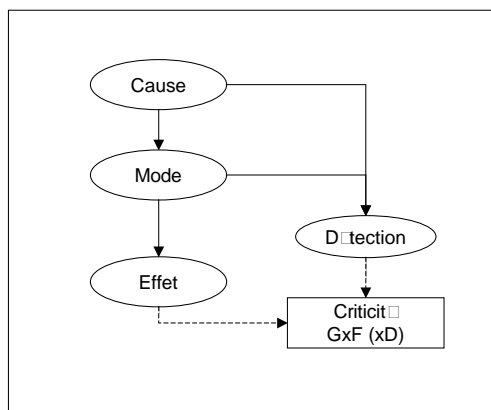 Cause
Mode
D□tection
Effet
Criticit□
GxF (xD)